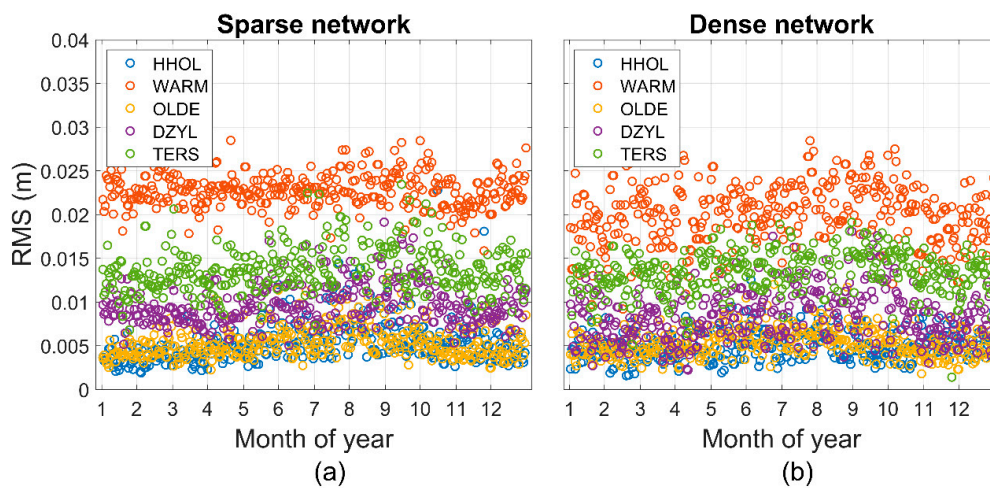 Sparse network
0.04
0.035
0.03
0.025
0.02
0.015
0.01
0.005
0
RMS (m)
HHOL
WARM
OLDE
DZYL
TERS
1 2 3 4 5 6 7 8 9 10 11 12
Month of year
(a)
Dense network
HHOL
WARM
OLDE
DZYL
TERS
1 2 3 4 5 6 7 8 9 10 11 12
Month of year
(b)